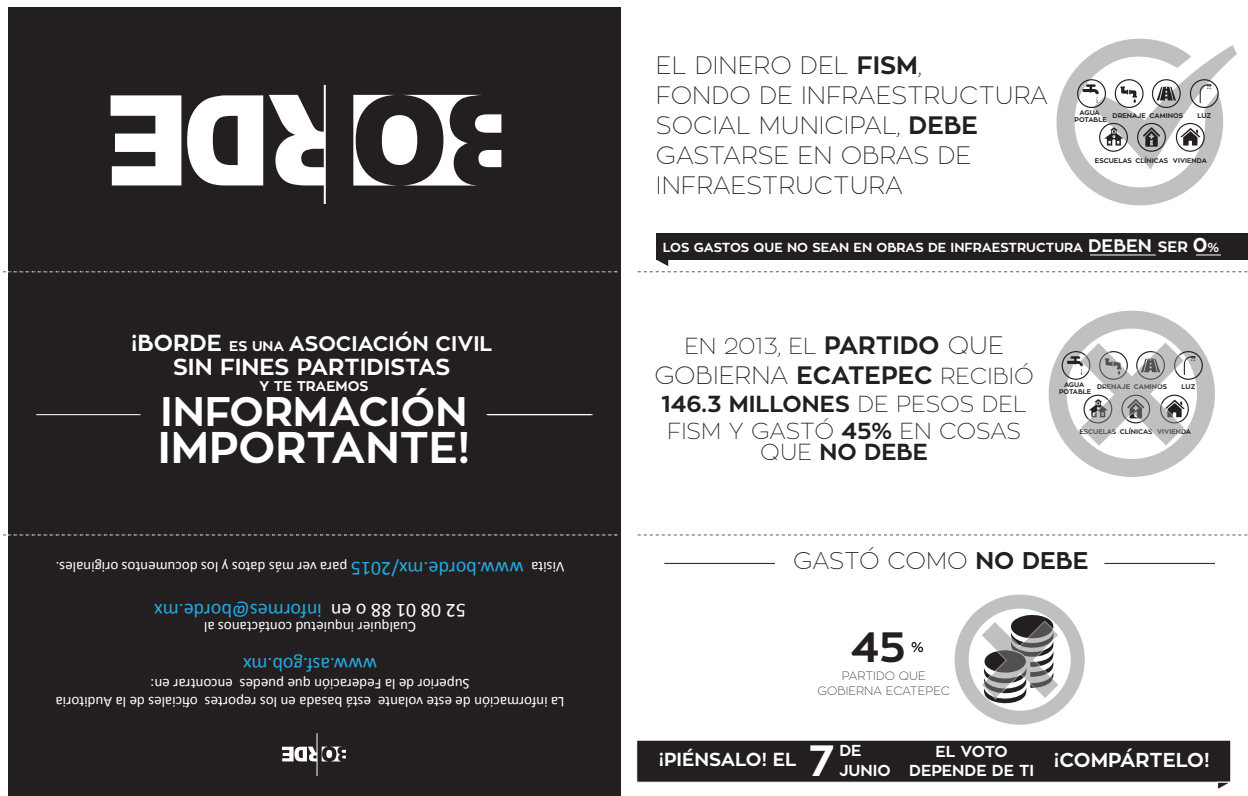 BORDE
¡BORDE ES UNA ASOCIACIÓN CIVIL
SIN FINES PARTIDISTAS
Y TE TRAEMOS
INFORMACIÓN
IMPORTANTE!
BORDE
La información de este volante está basada en los reportes oficiales de la Auditoria
Superior de la Federación que puedes encontrar en:
www.asf.gob.mx
Cualquier inquietud contáctanos al
52 08 01 88 o en informes@borde.mx
Visita www.borde.mx/2015 para ver más datos y los documentos originales.
EL DINERO DEL FISM,
FONDO DE INFRAESTRUCTURA
SOCIAL MUNICIPAL, DEBE
GASTARSE EN OBRAS DE
INFRAESTRUCTURA
AGUA
POTABLE DRENAJE CAMINOS LUZ
ESCUELAS CLÍNICAS VIVIENDA
LOS GASTOS QUE NO SEAN EN OBRAS DE INFRAESTRUCTURA DEBEN SER 0%
EN 2013, EL PARTIDO QUE
GOBIERNA ECATEPEC RECIBIÓ
146.3 MILLONES DE PESOS DEL
FISM Y GASTÓ 45% EN COSAS
QUE NO DEBE
AGUA
POTABLE DRENAJE CAMINOS LUZ
ESCUELAS CLÍNICAS VIVIENDA
GASTÓ COMO NO DEBE
45 %
PARTIDO QUE
GOBIERNA ECATEPEC
¡PIÉNSALO! EL 7 DE JUNIO EL VOTO DEPENDE DE TI ¡COMPÁRTELO!